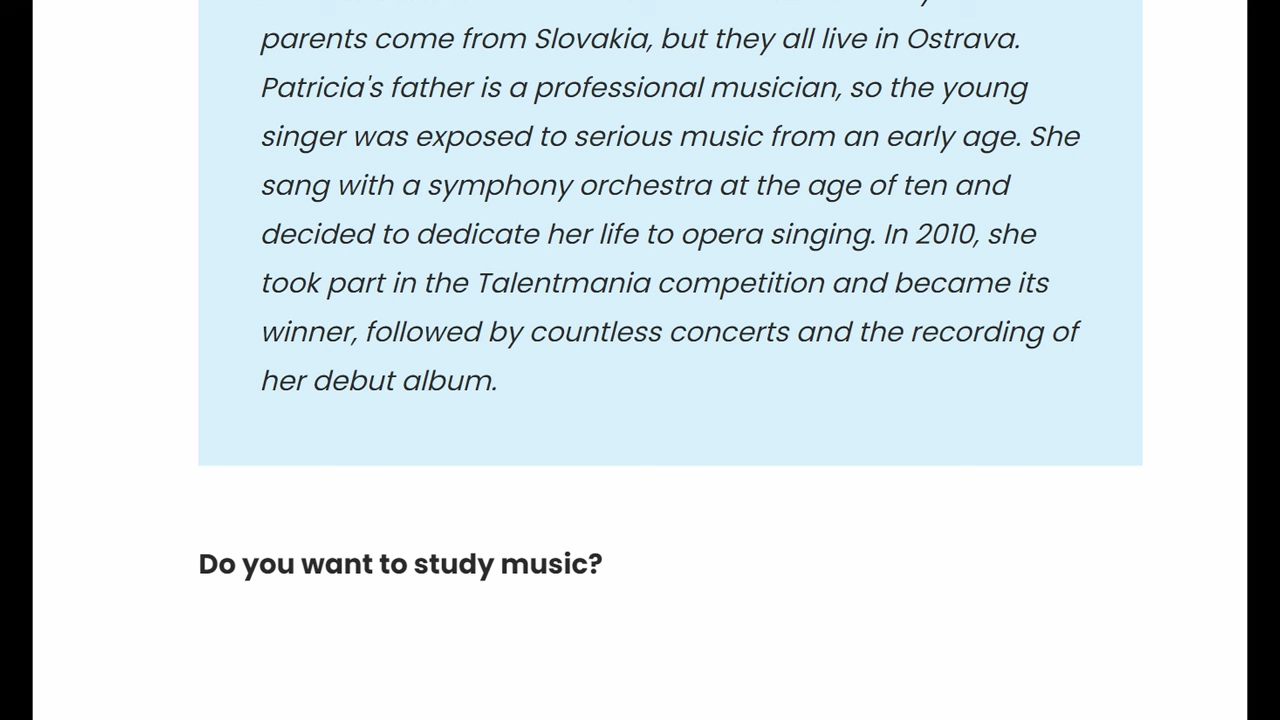 parents come from Slovakia, but they all live in Ostrava.
Patricia's father is a professional musician, so the young
singer was exposed to serious music from an early age. She
sang with a symphony orchestra at the age of ten and
decided to dedicate her life to opera singing. In 2010, she
took part in the Talentmania competition and became its
winner, followed by countless concerts and the recording of
her debut album.
Do you want to study music?